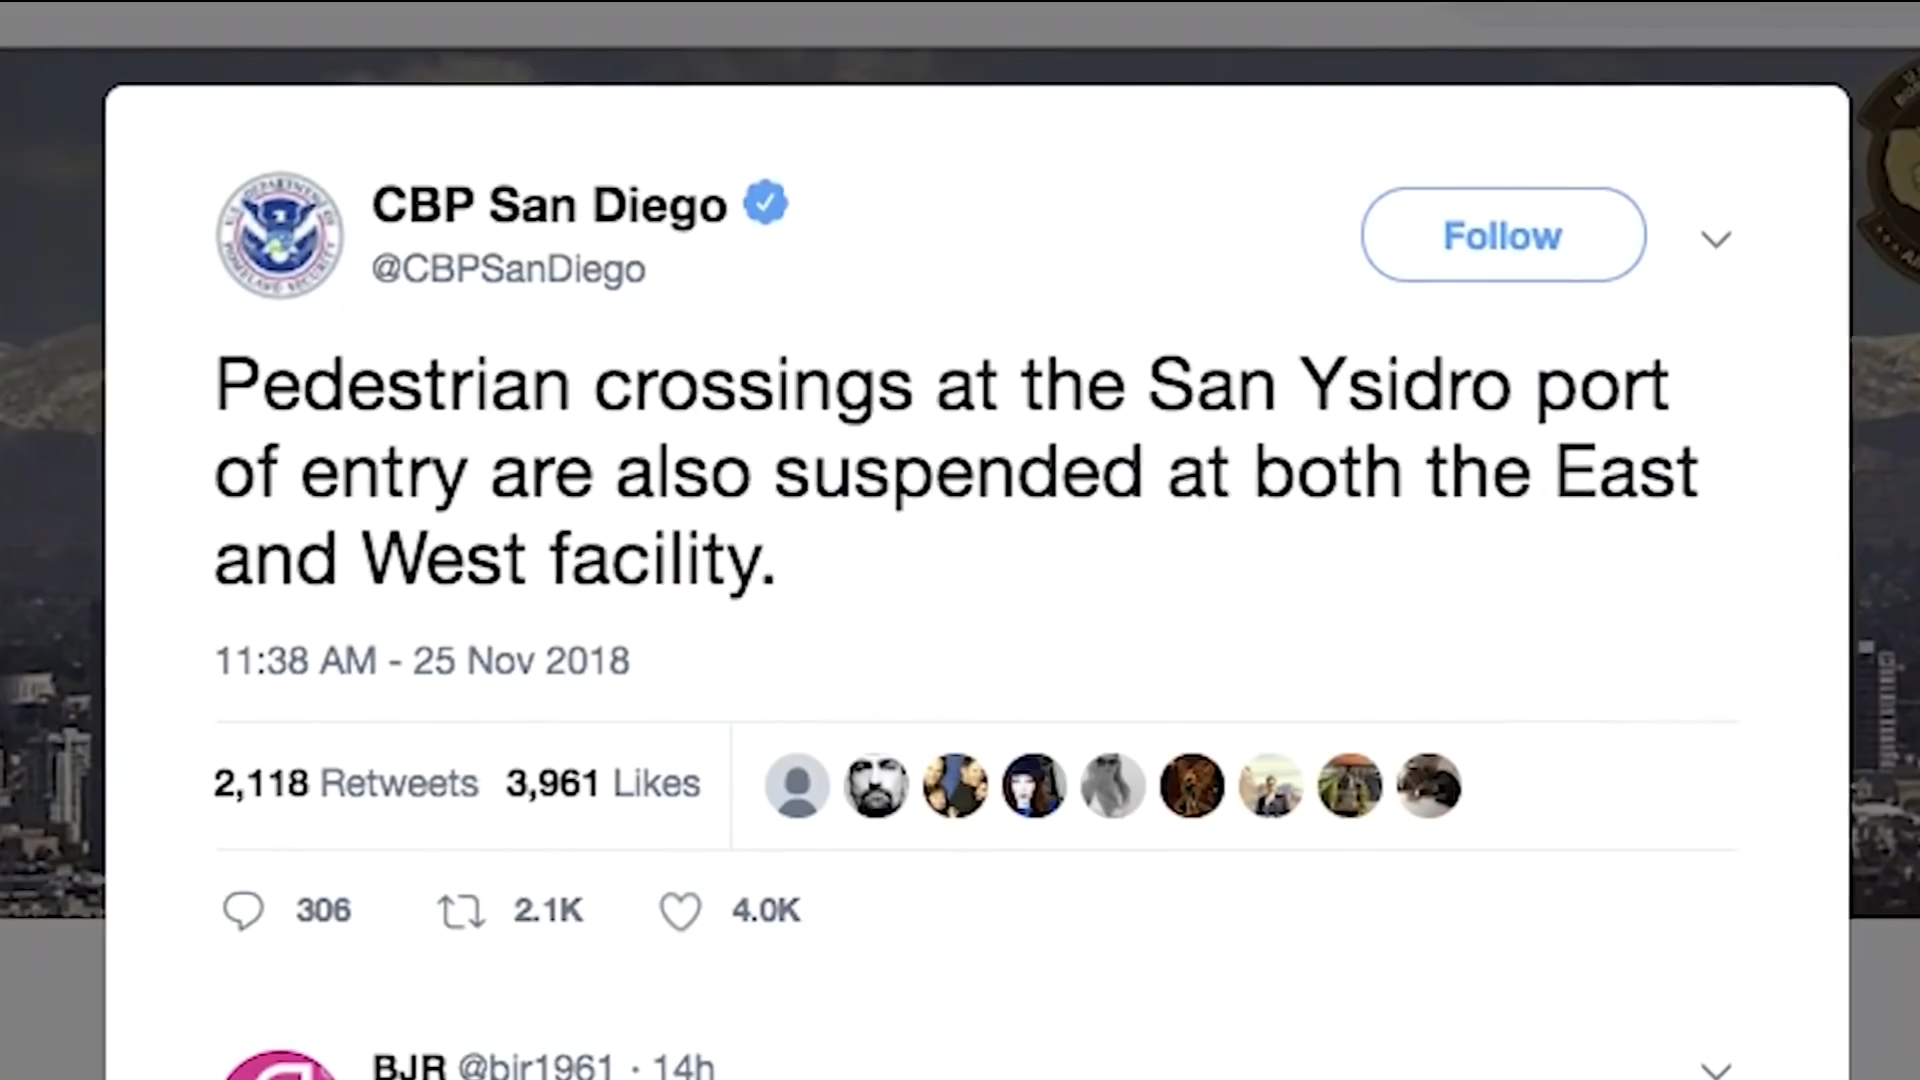 CBP San Diego
@CBPSanDiego
Follow
Pedestrian crossings at the San Ysidro port
of entry are also suspended at both the East
and West facility.
11:38 AM - 25 Nov 2018
2,118 Retweets 3,961 Likes
306 2.1K 4.0K
BJR @bjr1961 · 14h